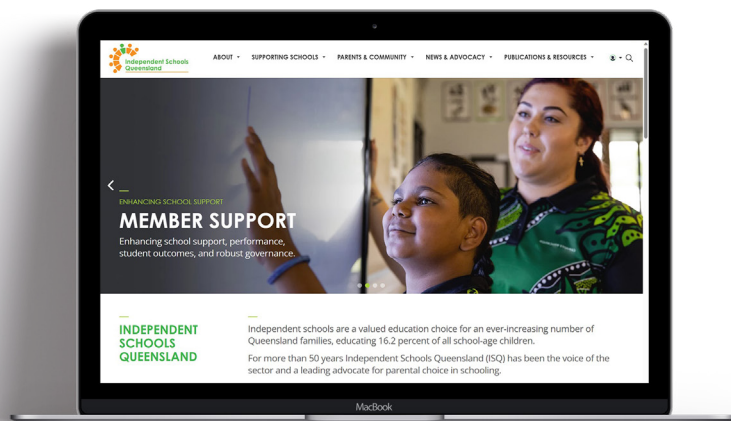 Independent Schools
Queensland
ABOUT
SUPPORTING SCHOOLS
PARENTS & COMMUNITY
NEWS & ADVOCACY
PUBLICATIONS & RESOURCES
ENHANCING SCHOOL SUPPORT
MEMBER SUPPORT
Enhancing school support, performance,
student outcomes, and robust governance.
INDEPENDENT
SCHOOLS
QUEENSLAND
Independent schools are a valued education choice for an ever-increasing number of
Queensland families, educating 16.2 percent of all school-age children.
For more than 50 years Independent Schools Queensland (ISQ) has been the voice of the
sector and a leading advocate for parental choice in schooling.
MacBook